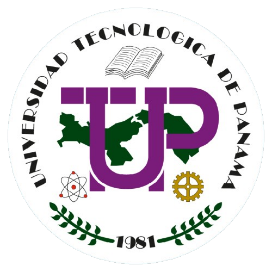 UNIVERSIDAD TECNOLOGICA DE PANAMA
UTP
1981